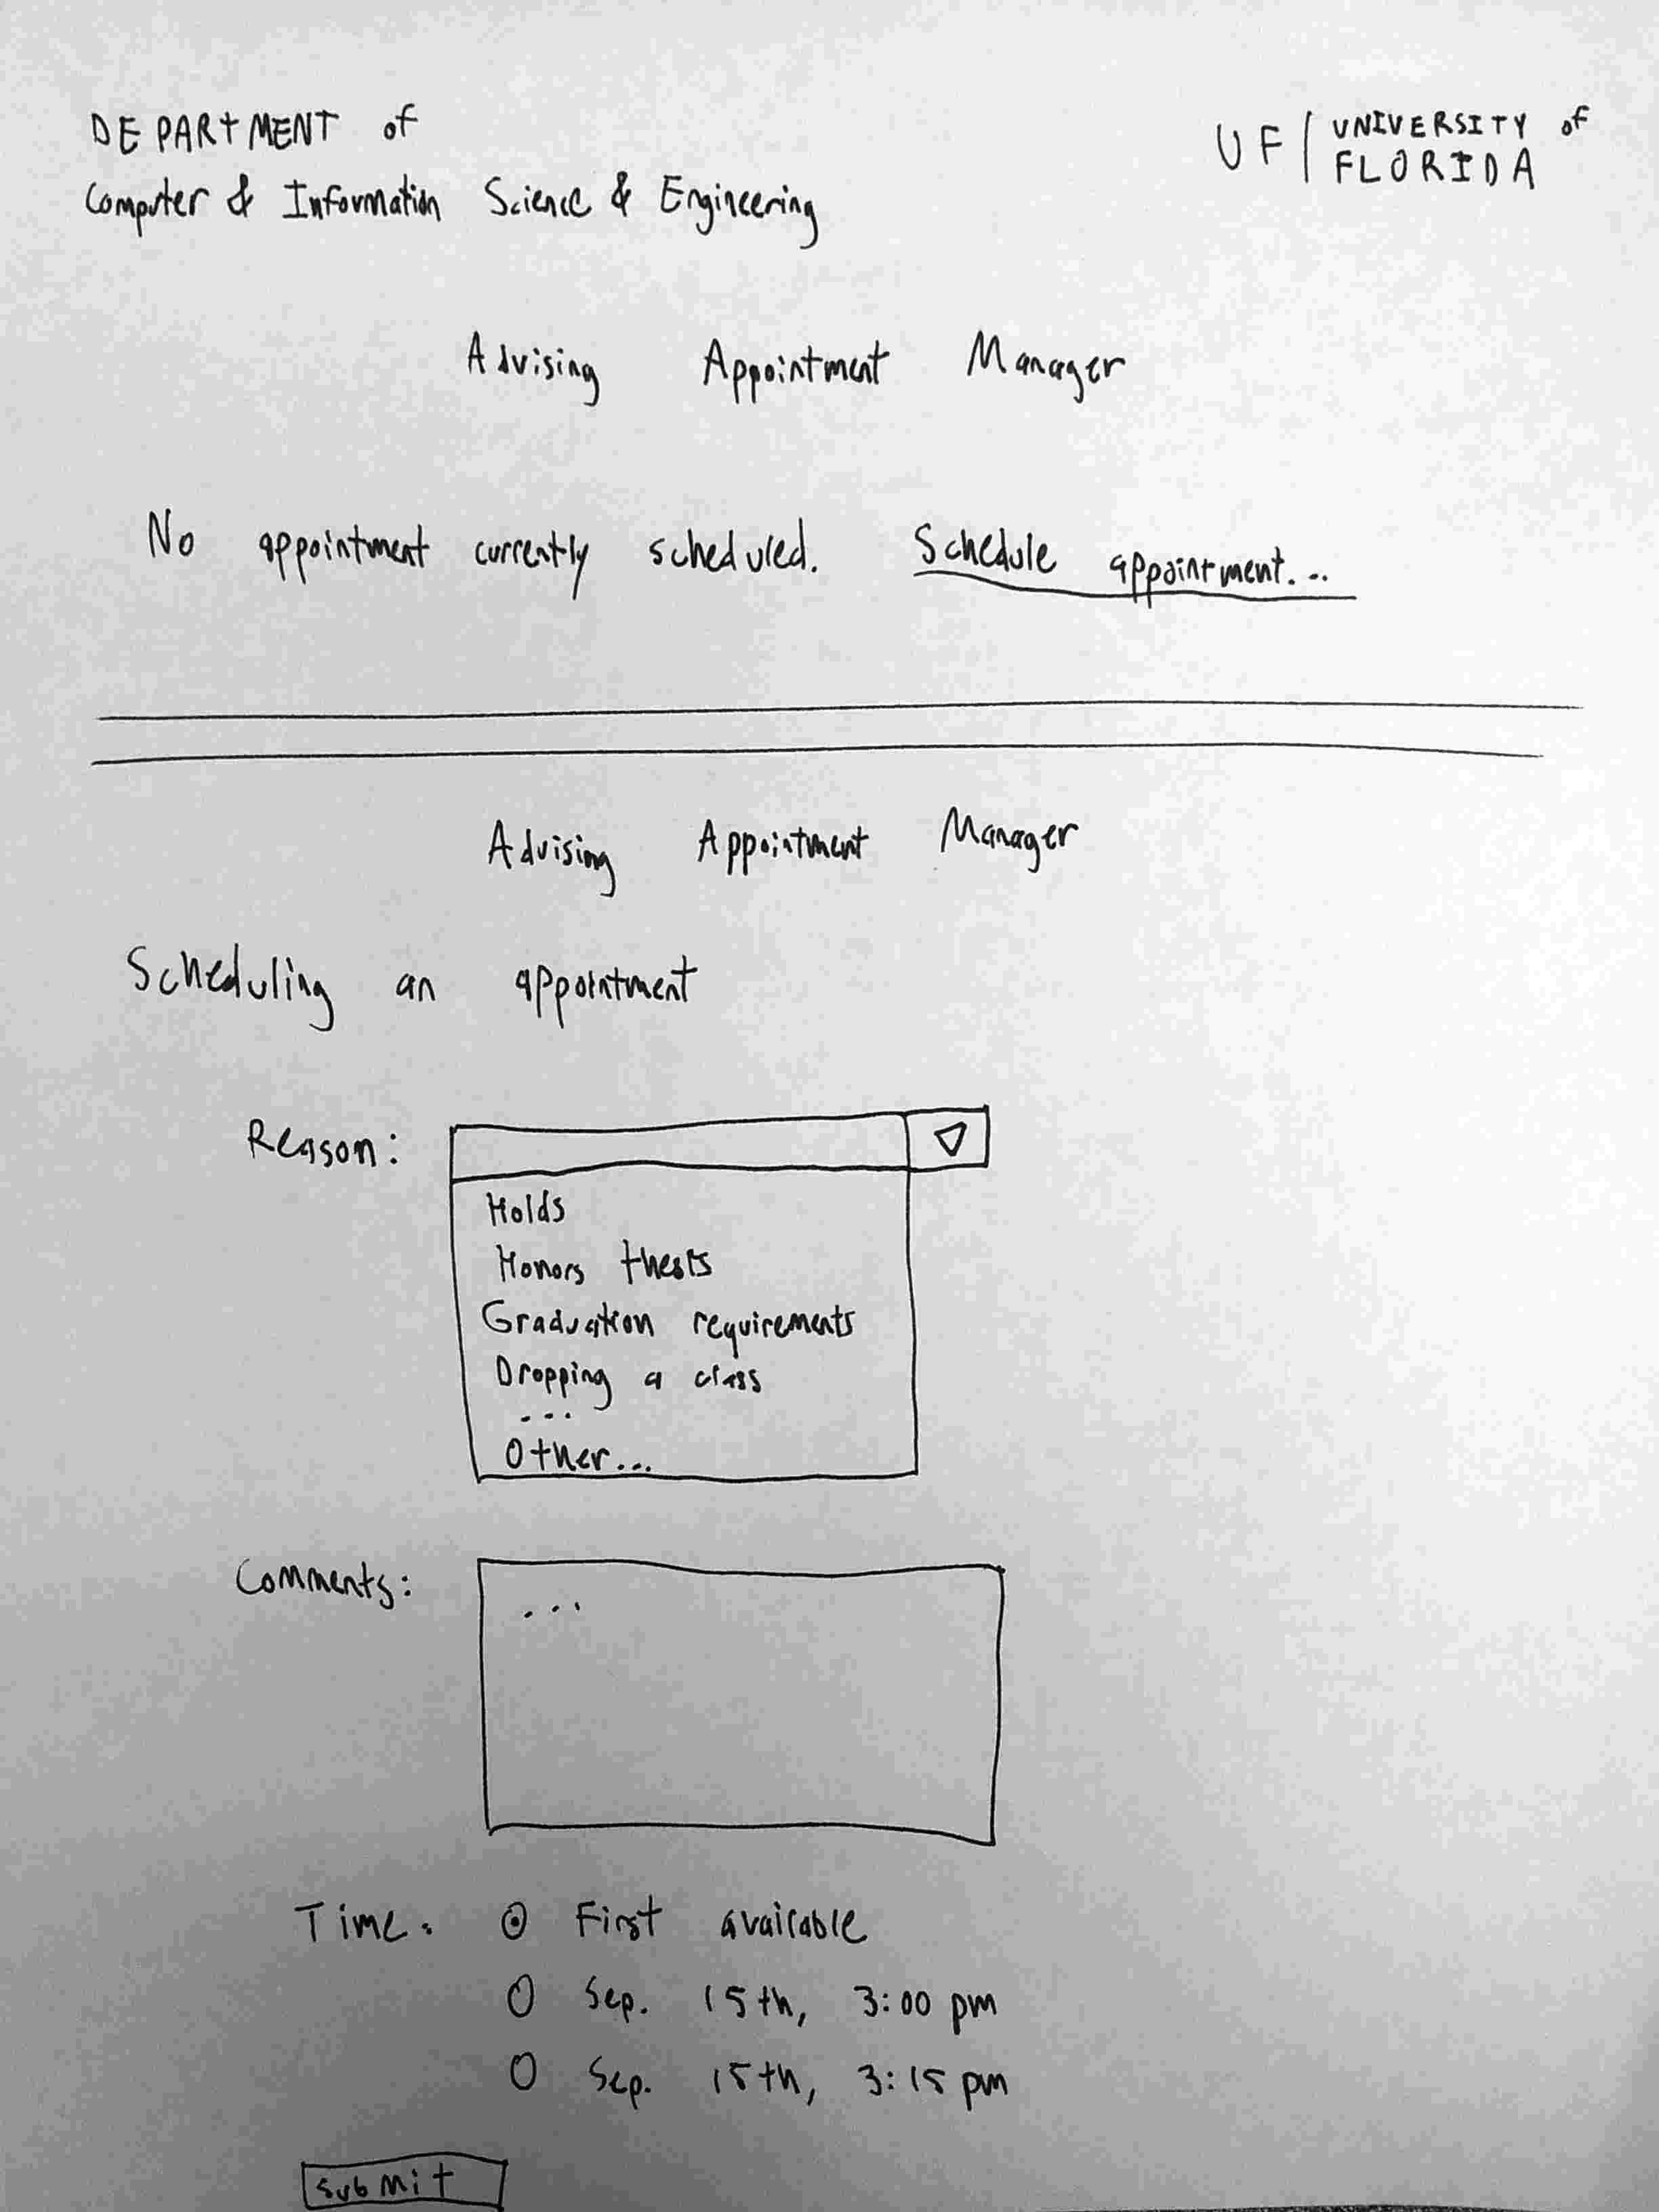 DEPARTMENT of
Computer & Information Science & Engineering
UF | UNIVERSITY of
FLORIDA
Advising Appointment Manager
No appointment currently scheduled. Schedule appointment...
Advising Appointment Manager
Scheduling an appointment
Reason:
Holds
Honors thesis
Graduation requirements
Dropping a class
...
Other...
Comments:
...
Time: First available
Sep. 15th, 3:00 pm
Sep. 15th, 3:15 pm
Submit